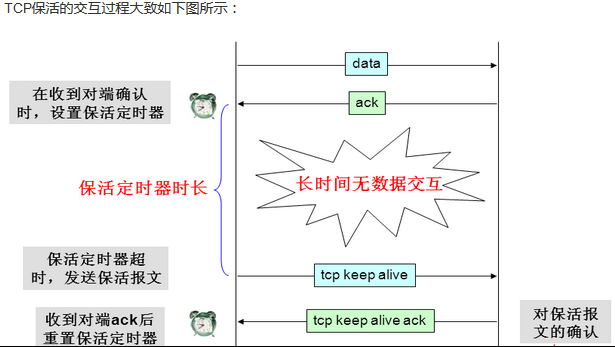 TCP保活的交互过程大致如下图所示：
data
在收到对端确认
时，设置保活定时器
ack
保活定时器时长
长时间无数据交互
保活定时器超
时，发送保活报文
tcp keep alive
收到对端ack后
重置保活定时器
tcp keep alive ack
对保活报
文的确认